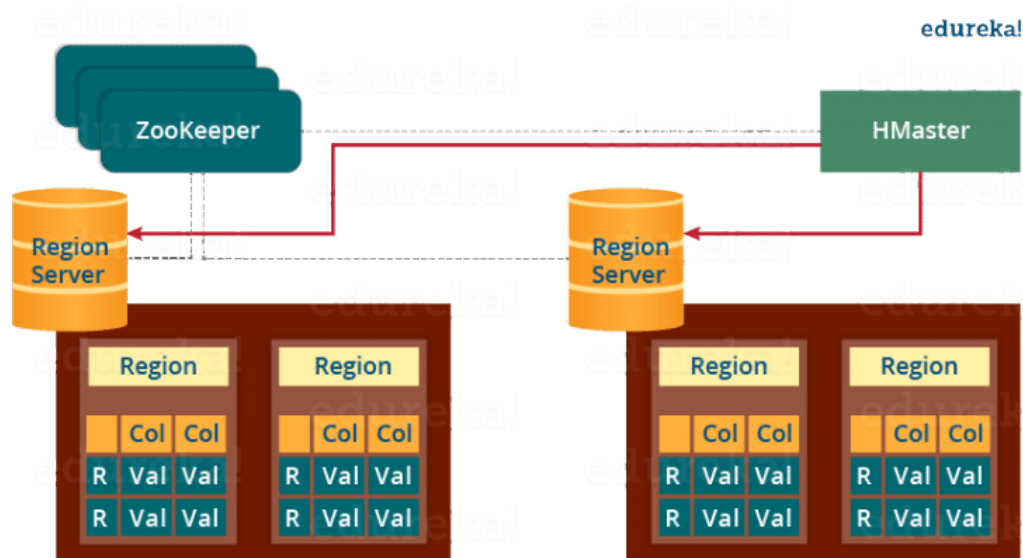 edureka!
ZooKeeper
HMaster
Region
Server
Region
Server
Region
Region
Region
Region
Col Col
Col Col
Col Col
Col Col
R Val Val
R Val Val
R Val Val
R Val Val
R Val Val
R Val Val
R Val Val
R Val Val